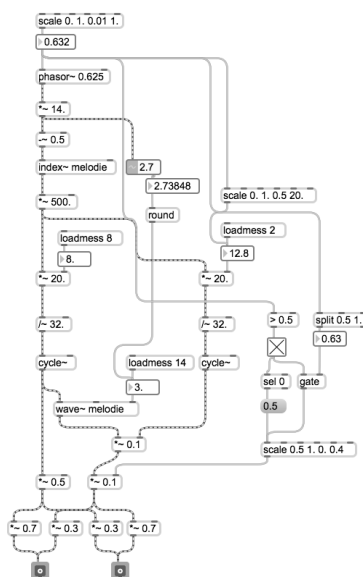 scale 0. 1. 0.01 1.
0.632
phasor~ 0.625
*~ 14.
-~ 0.5
2.7
index~ melodie
2.73848
*~ 500.
scale 0. 1. 0.5 20.
round
loadmess 8
loadmess 2
8.
12.8
*~ 20.
*~ 20.
> 0.5
split 0.5 1.
/~ 32.
/~ 32.
0.63
cycle~
loadmess 14
cycle~
sel 0
gate
3.
wave~ melodie
0.5
*~ 0.1
scale 0.5 1. 0. 0.4
*~ 0.5
*~ 0.1
*~ 0.7
*~ 0.3
*~ 0.3
*~ 0.7